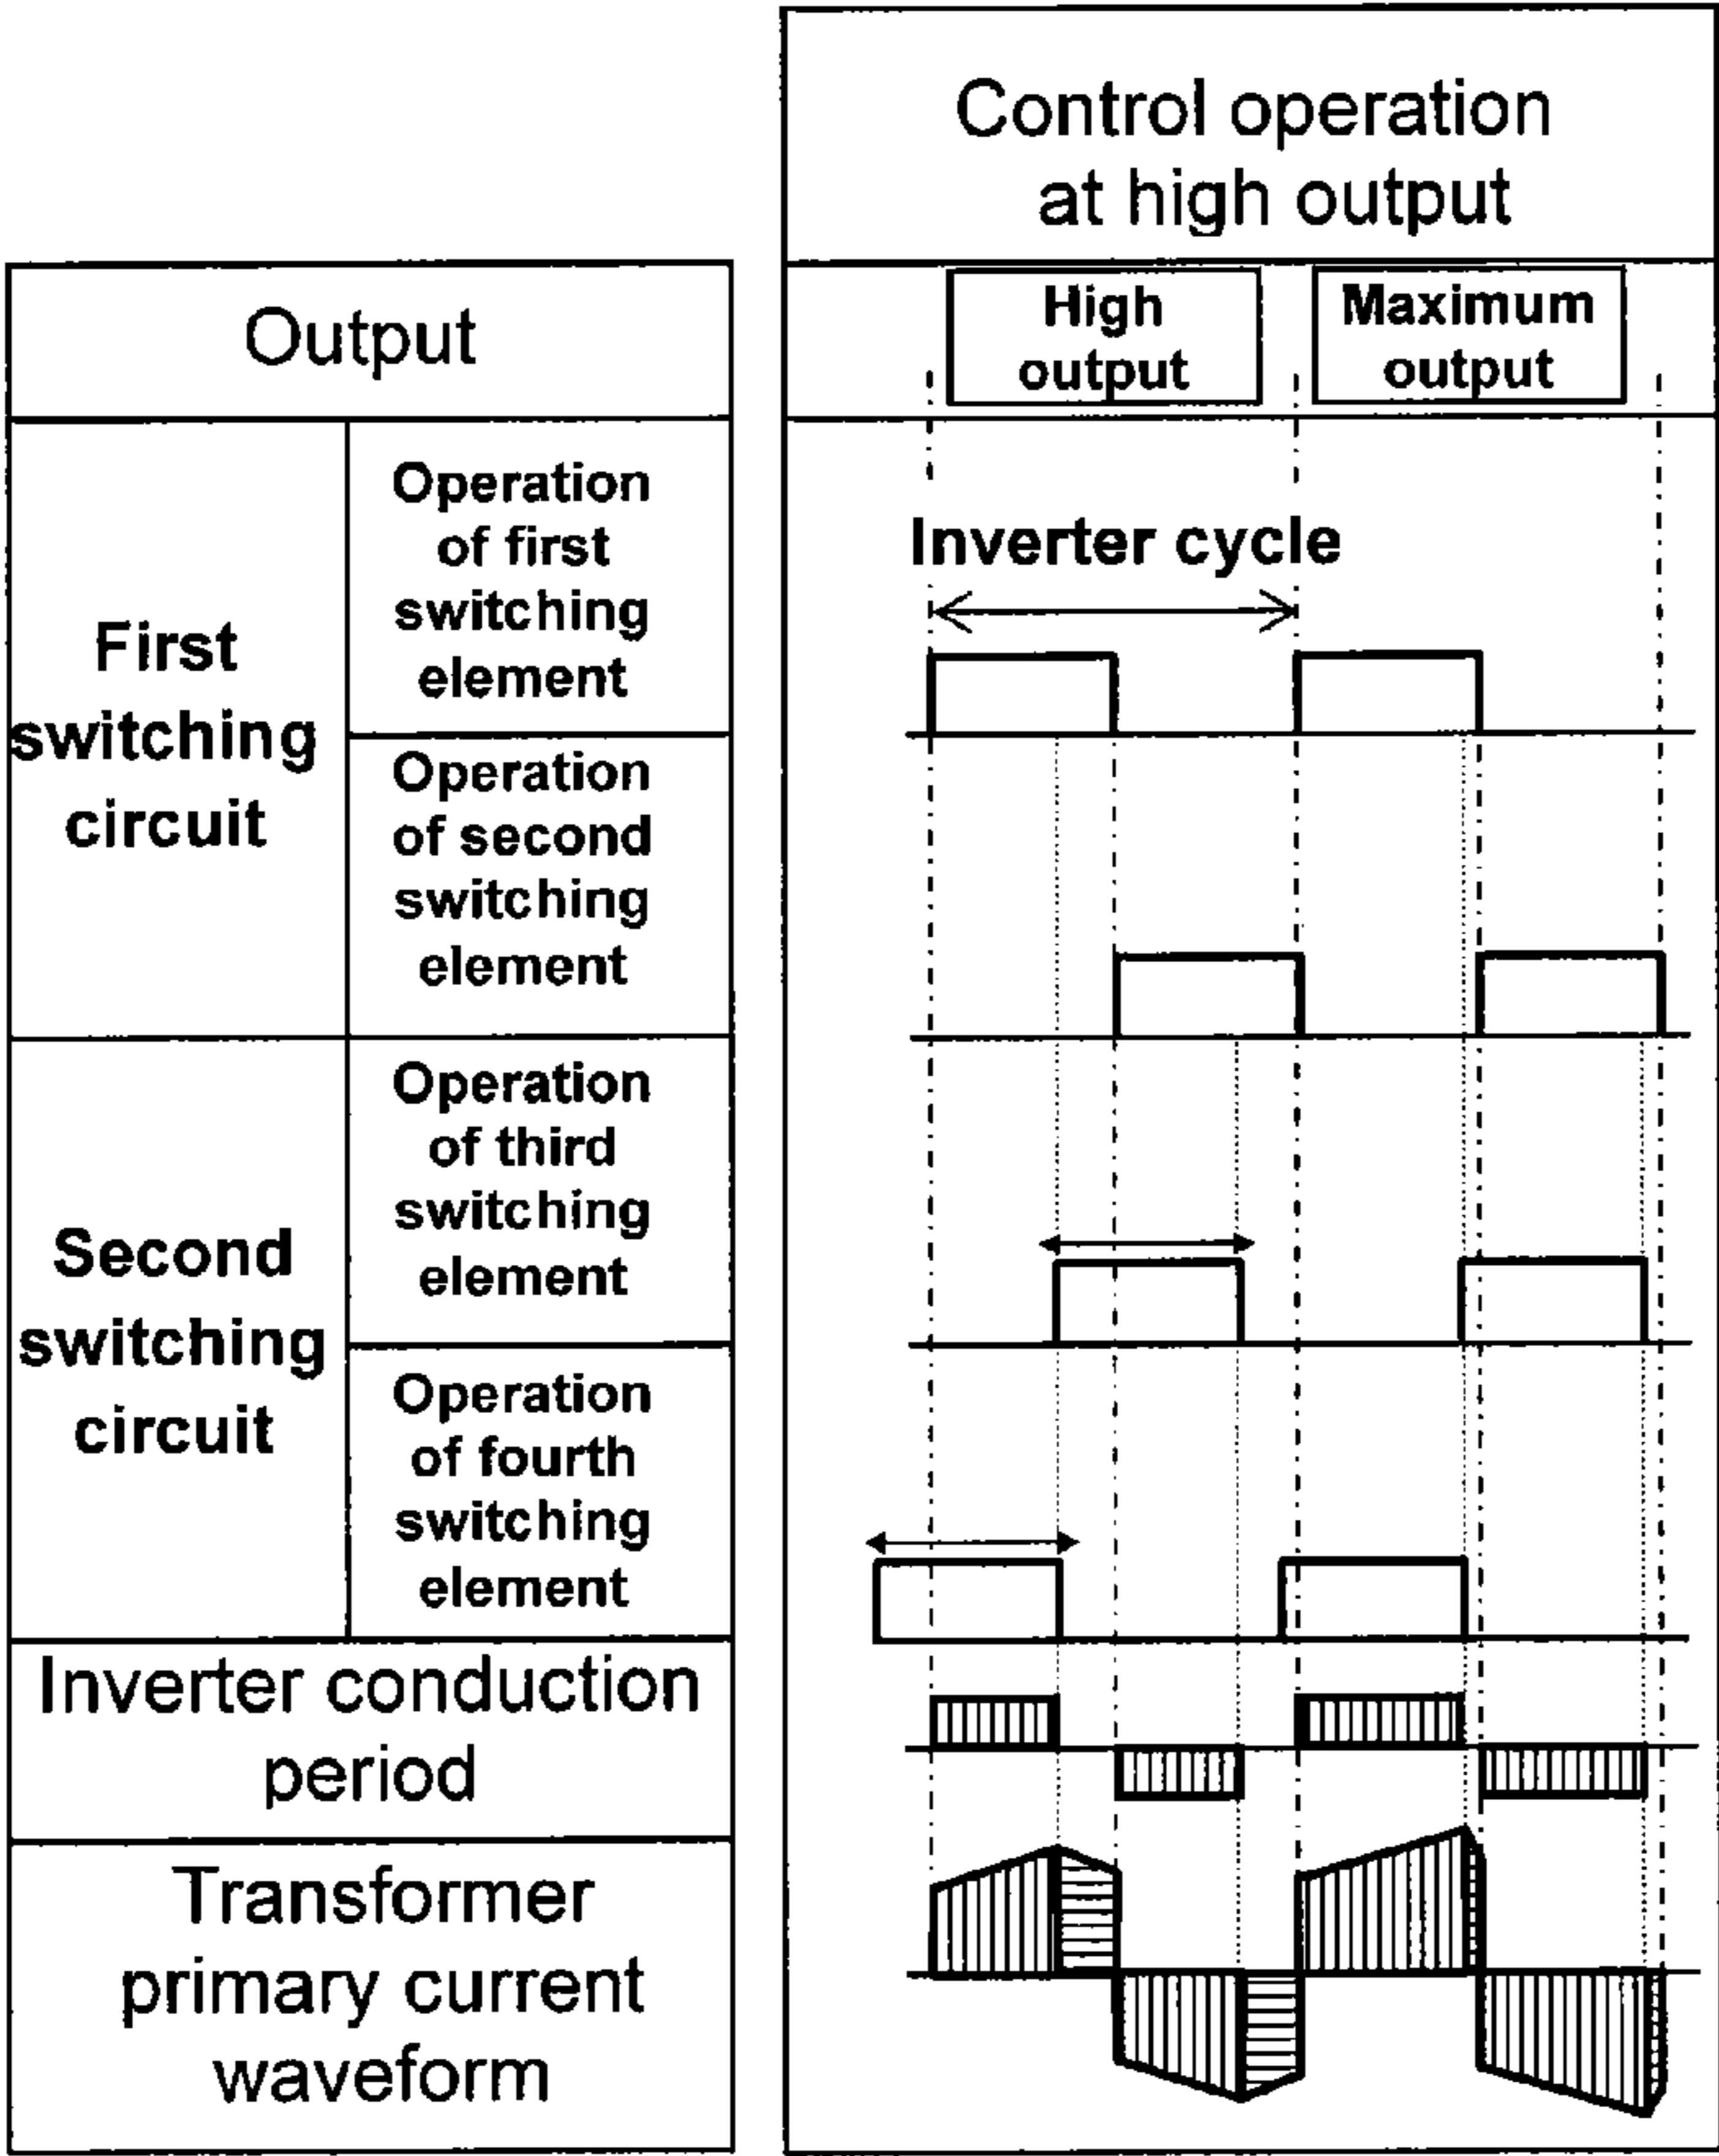 Control operation
at high output
Output
High
output
Maximum
output
First
switching
circuit
Operation
of first
switching
element
Inverter cycle
Operation
of second
switching
element
Second
switching
circuit
Operation
of third
switching
element
Operation
of fourth
switching
element
Inverter conduction
period
Transformer
primary current
waveform